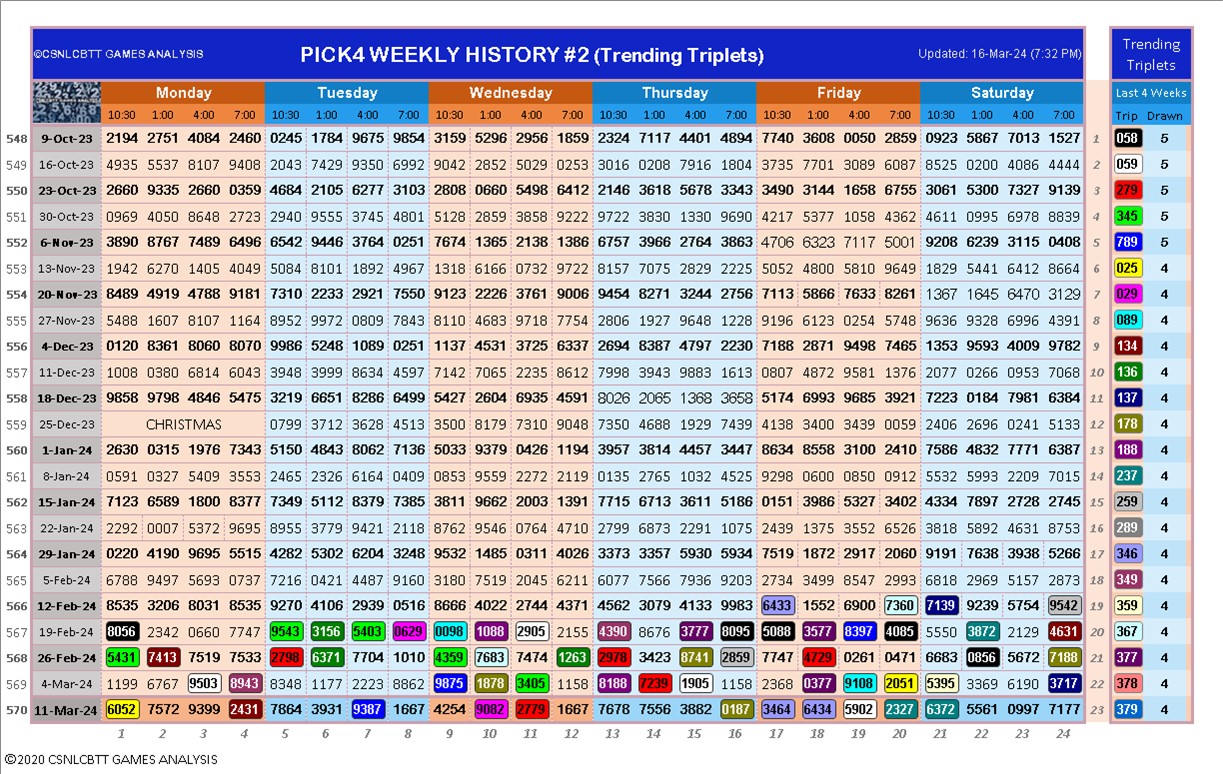 ©CSNLCBTT GAMES ANALYSIS PICK4 WEEKLY HISTORY #2 (Trending Triplets) Updated: 16-Mar-24 (7:32 PM) Trending Triplets
Monday Tuesday Wednesday Thursday Friday Saturday Last 4 Weeks
10:30 1:00 4:00 7:00 10:30 1:00 4:00 7:00 10:30 1:00 4:00 7:00 10:30 1:00 4:00 7:00 10:30 1:00 4:00 7:00 10:30 1:00 4:00 7:00 Trip Drawn
548 9-Oct-23 2194 2751 4084 2460 0245 1784 9675 9854 3159 5296 2956 1859 2324 7117 4401 4894 7740 3608 0050 2859 0923 5867 7013 1527 1 058 5
549 16-Oct-23 4935 5537 8107 9408 2043 7429 9350 6950 3042 2852 5029 0253 3016 0208 7916 1804 3735 7701 3089 6087 8525 0200 4086 4444 2 059 5
550 23-Oct-23 2660 9335 2660 0359 4684 2105 6277 3103 2808 0660 5498 6412 2146 3618 5678 3343 3490 3144 1658 6755 3061 5300 7327 9139 3 279 5
551 30-Oct-23 0969 4050 8648 2723 2940 9555 3745 4801 5128 2859 3858 9222 9722 3830 1330 9690 4217 5377 1058 4362 4611 0995 6978 8839 4 345 5
552 6-Nov-23 3890 8767 7489 6496 6542 9446 3764 0251 7674 1365 2138 1386 6757 3966 2764 3863 4706 6323 7117 5001 9208 6239 3115 0408 5 789 5
553 13-Nov-23 1942 6270 1405 4049 5084 8101 1892 4967 1318 6166 0732 9722 8157 7075 2829 2225 5052 4800 5810 9649 1829 5441 6412 8664 6 025 4
554 20-Nov-23 8489 4919 4788 9181 7310 2233 2921 7550 9123 2226 3761 9006 9454 8271 3244 2756 7113 5866 7633 8261 1367 1645 6470 3129 7 029 4
555 27-Nov-23 5488 1607 8107 1164 8952 9972 0809 7843 8110 4683 9718 7754 2806 1927 9648 1228 9196 6123 0254 5748 9636 9328 6996 4391 8 089 4
556 4-Dec-23 0120 8361 8060 8070 9986 5248 1089 0251 1137 4531 3725 6337 2694 8387 4797 2230 7188 2871 9498 7465 1353 9593 4009 9782 9 134 4
557 11-Dec-23 1008 0380 6814 6043 3948 3999 8634 4597 7142 7065 2235 8612 7998 3943 9883 1613 0807 4872 9581 1376 2077 0266 0953 7068 10 136 4
558 18-Dec-23 9858 9798 4846 5475 3219 6651 8286 6499 5427 2604 6935 4591 8026 2065 1368 3658 5174 6993 9685 3921 7223 0184 7981 6384 11 137 4
559 25-Dec-23 CHRISTMAS 0799 3712 3628 4513 3500 8179 7310 9048 7350 4688 1929 7439 4138 3400 3439 0059 2406 2696 0241 5133 12 178 4
560 1-Jan-24 2630 0315 1976 7343 5150 4843 8062 7136 5033 9379 0426 1194 3957 3814 4457 3447 8634 8558 3100 2410 7586 4832 7771 6387 13 188 4
561 8-Jan-24 0591 0327 5409 3553 2465 2328 6164 0405 0853 9559 2272 2119 0135 2765 1032 4525 9298 0600 0850 0912 5532 5993 2209 7015 14 237 4
562 15-Jan-24 7123 6589 1800 8377 7349 5112 8379 7385 3811 9662 2003 1391 7715 6713 3611 5186 0151 3986 5327 3402 4334 7897 2728 2745 15 259 4
563 22-Jan-24 2292 0007 5372 9695 8955 3779 9421 2118 8762 9546 0764 4710 2799 6873 2291 1075 2439 1375 3552 6526 3818 5892 4631 8753 16 289 4
564 29-Jan-24 0220 4190 9695 5515 4282 5302 6204 3248 9532 1485 0311 4026 3373 3357 5930 5934 7519 1872 2917 2060 9191 7638 3938 5266 17 346 4
565 5-Feb-24 6788 9497 5693 0737 7216 0421 4487 9160 3180 7519 2045 6211 6077 7566 7936 9203 2734 3499 8547 2993 6818 2969 5157 2873 18 349 4
566 12-Feb-24 8535 3206 8031 8535 9270 4106 2939 0516 8666 4022 2744 4371 4562 3079 4133 9983 6433 1552 6900 7360 7139 9239 5754 9542 19 359 4
567 19-Feb-24 8056 2342 0660 7747 9543 3156 5403 0629 0098 1088 2905 2155 4390 8676 3777 8095 5088 3577 8397 4085 5550 3872 2129 4631 20 367 4
568 26-Feb-24 5431 7413 7519 7533 2798 6371 7704 1010 4359 7683 7474 1263 2978 3423 8741 2859 7747 4729 0261 0471 6683 0856 5672 7188 21 377 4
569 4-Mar-24 1199 6767 9503 8943 8348 1177 2223 8862 9875 1878 3405 1158 8188 7239 1905 1158 2368 0377 9108 2051 5395 3369 6190 3717 22 378 4
570 11-Mar-24 6052 7572 9399 2431 7864 3931 9387 1667 4254 9082 2779 1667 7678 7556 3882 0187 3464 6434 5902 2327 6372 5561 0997 7177 23 379 4
1 2 3 4 5 6 7 8 9 10 11 12 13 14 15 16 17 18 19 20 21 22 23 24
©2020 CSNLCBTT GAMES ANALYSIS